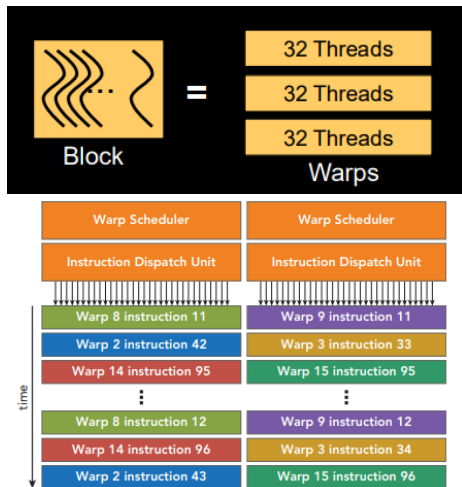 32 Threads
...
32 Threads
=
32 Threads
Block
Warps
Warp Scheduler
Warp Scheduler
Instruction Dispatch Unit
Instruction Dispatch Unit
Warp 8 instruction 11
Warp 9 instruction 11
Warp 2 instruction 42
Warp 3 instruction 33
Warp 14 instruction 95
Warp 15 instruction 95
time
Warp 8 instruction 12
Warp 9 instruction 12
Warp 14 instruction 96
Warp 3 instruction 34
Warp 2 instruction 43
Warp 15 instruction 96